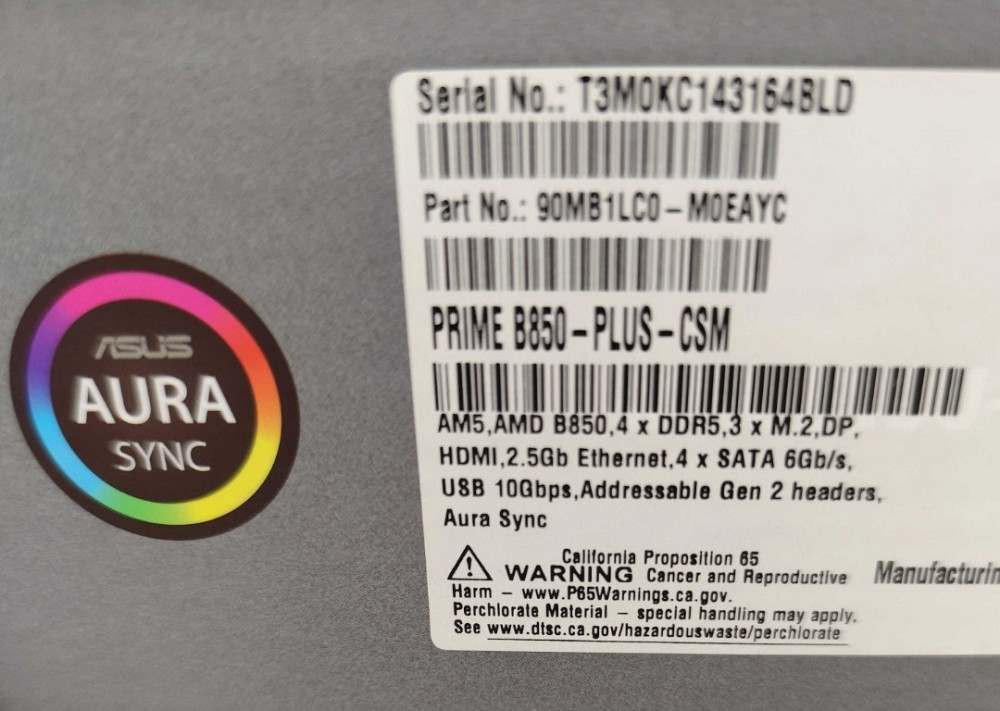 Serial No.: T3M0KC143164BLD
Part No.: 90MB1LC0-M0EAYC
PRIME B850-PLUS-CSM
AM5,AMD B850,4 x DDR5,3 x M.2,DP,
HDMI,2.5Gb Ethernet,4 x SATA 6Gb/s,
USB 10Gbps,Addressable Gen 2 headers,
Aura Sync
California Proposition 65
WARNING Cancer and Reproductive
Harm - www.P65Warnings.ca.gov.
Perchlorate Material - special handling may apply.
See www.dtsc.ca.gov/hazardouswaste/perchlorate
Manufacturin
ASUS
AURA
SYNC